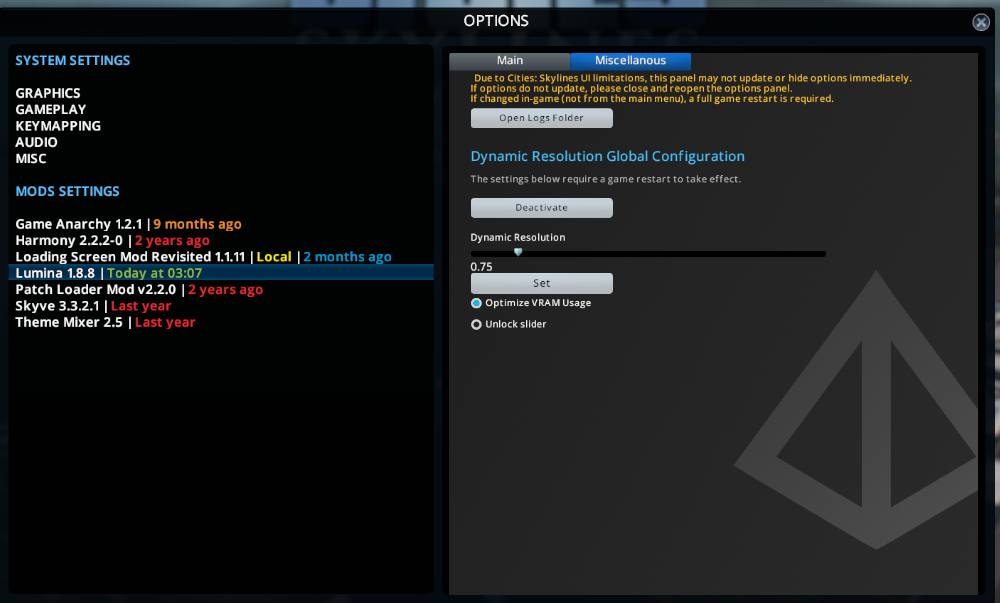 OPTIONS
SYSTEM SETTINGS
GRAPHICS
GAMEPLAY
KEYMAPPING
AUDIO
MISC
MODS SETTINGS
Game Anarchy 1.2.1 | 9 months ago
Harmony 2.2.2-0 | 2 years ago
Loading Screen Mod Revisited 1.1.11 | Local | 2 months ago
Lumina 1.8.8 | Today at 03:07
Patch Loader Mod v2.2.0 | 2 years ago
Skyve 3.3.2.1 | Last year
Theme Mixer 2.5 | Last year
Main
Miscellanous
Due to Cities: Skylines UI limitations, this panel may not update or hide options immediately.
If options do not update, please close and reopen the options panel.
If changed in-game (not from the main menu), a full game restart is required.
Open Logs Folder
Dynamic Resolution Global Configuration
The settings below require a game restart to take effect.
Deactivate
Dynamic Resolution
0.75
Set
Optimize VRAM Usage
Unlock slider